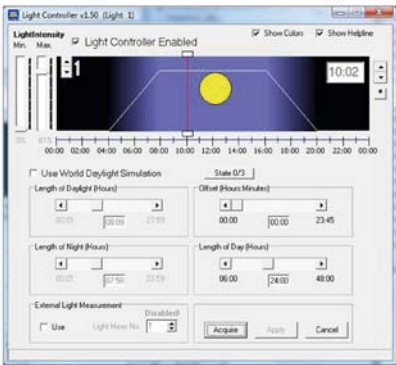 Light Controller v1.50 (Light 1)
LightIntensity
Min. Max.
Light Controller Enabled
Show Colors
Show Helpline
1
10:02
00:00 02:00 04:00 06:00 08:00 10:00 12:00 14:00 16:00 18:00 20:00 22:00 00:00
Use World Daylight Simulation
State 0/3
Length of Daylight (Hours)
00:01 08:09 23:59
Offset (Hours:Minutes)
00:00 00:00 23:45
Length of Night (Hours)
00:01 07:58 23:59
Length of Day (Hours)
06:00 24:00 48:00
External Light Measurement
Disabled!
Use
Light Meas No 1
Acquire
Apply
Cancel